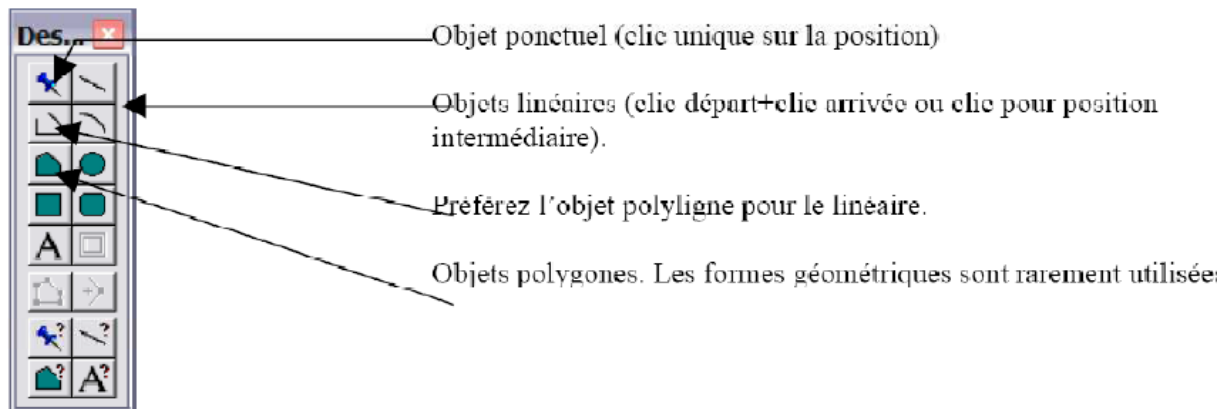 Des...
Objet ponctuel (clic unique sur la position)
Objets linéaires (clic départ+clic arrivée ou clic pour position
intermédiaire).
Préférez l’objet polyligne pour le linéaire.
Objets polygones. Les formes géométriques sont rarement utilisées
A
?
?
?
A?